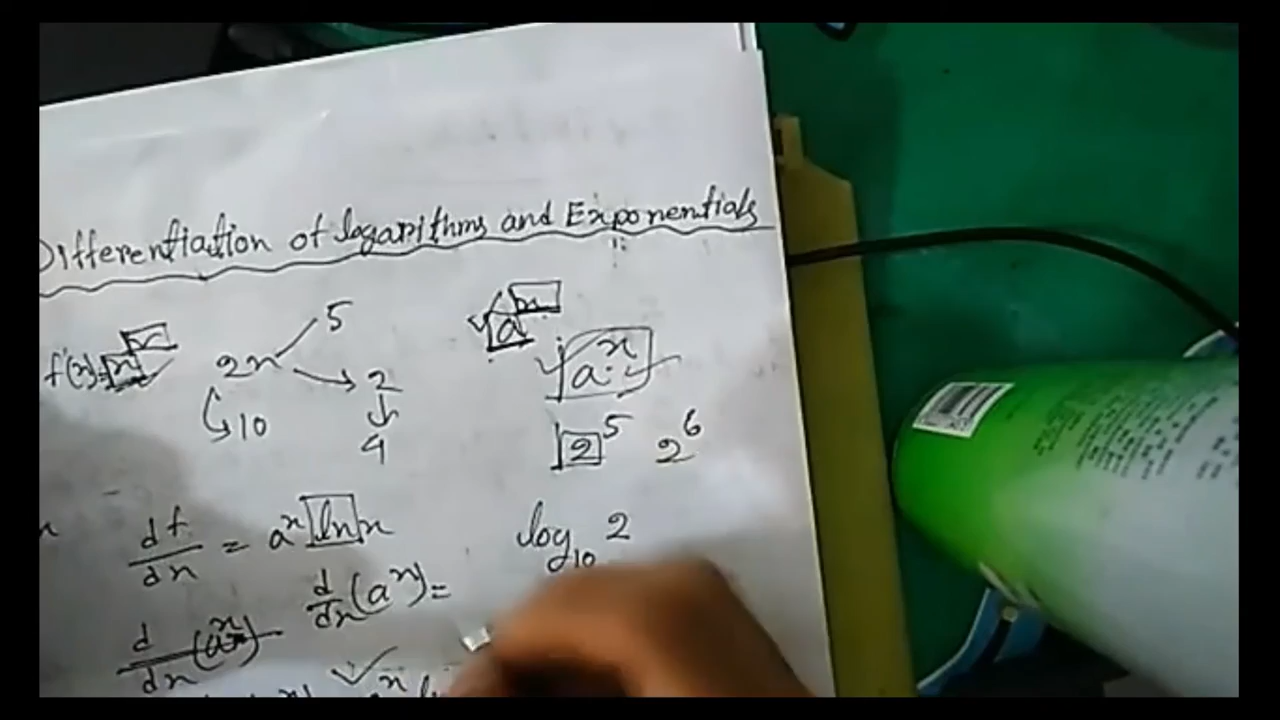 Differentiation of logarithms and Exponentials
f'(x)=x^x 2x 5 a^x
2 a^x
10 4 2^5 2^6
df/dx = a^x ln x log_10 2
d/dx (a^x) =
d/dx (a^x)